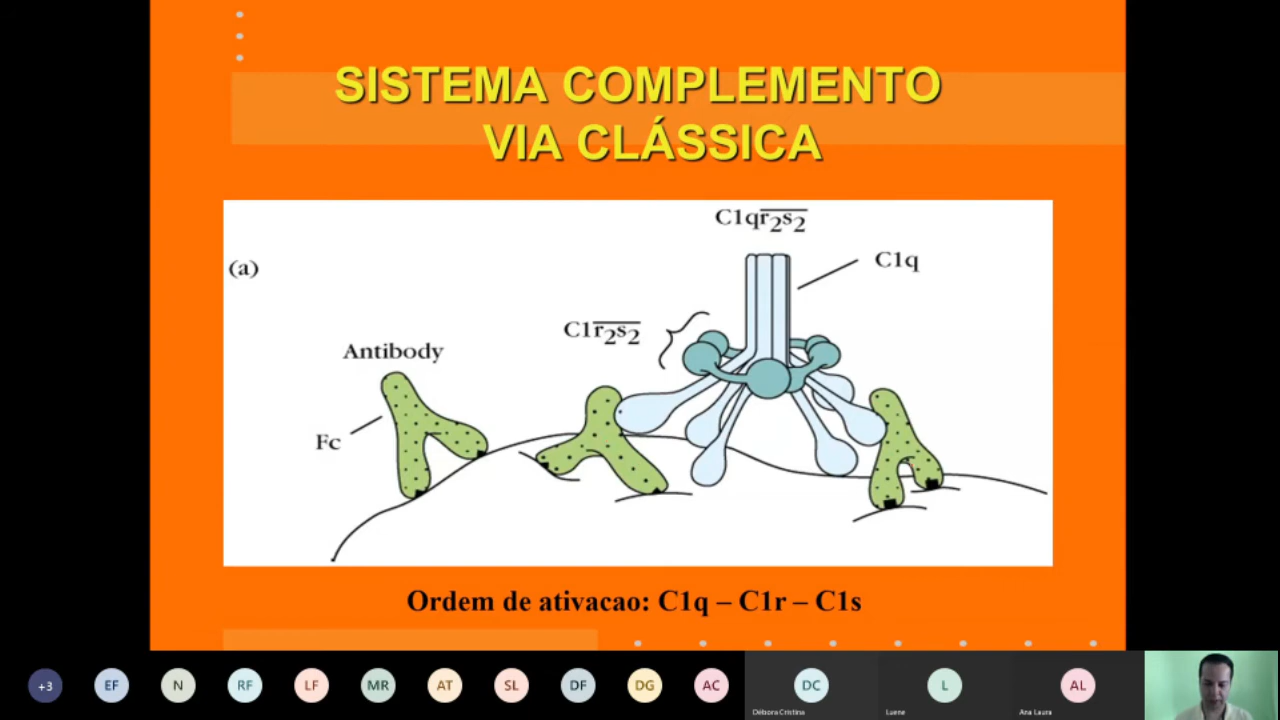 SISTEMA COMPLEMENTO
VIA CLÁSSICA
C1qr2s2
(a)
C1q
C1r2s2
Antibody
Fc
Ordem de ativacao: C1q – C1r – C1s
+3
EF
N
RF
LF
MR
AT
SL
DF
DG
AC
DC
L
AL
Débora Cristina
Luene
Ana Laura